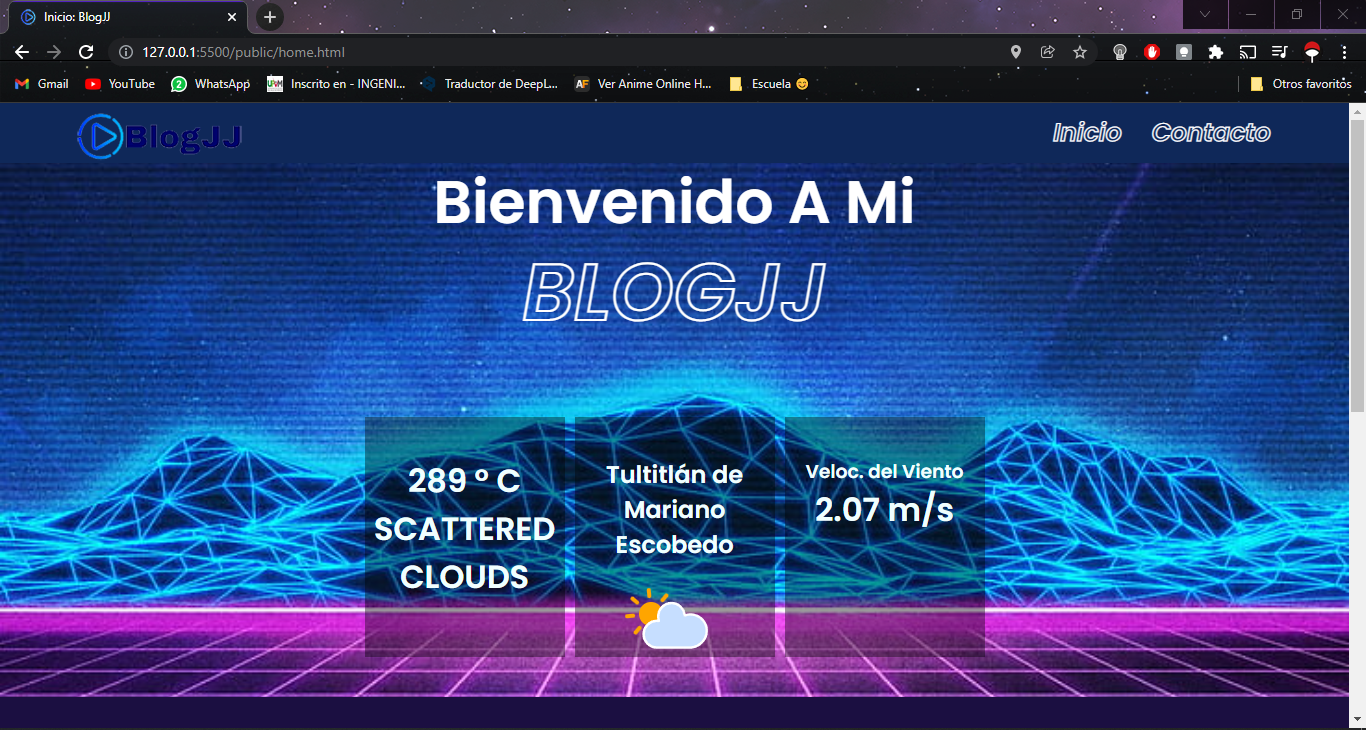 Inicio: BlogJJ
127.0.0.1:5500/public/home.html
Gmail
YouTube
2
WhatsApp
Inscrito en - INGENI...
Traductor de DeepL...
AF
Ver Anime Online H...
Escuela 😊
Otros favoritos
BlogJJ
Inicio
Contacto
Bienvenido A Mi
BLOGJJ
289 ° C
SCATTERED
CLOUDS
Tultitlán de
Mariano
Escobedo
Veloc. del Viento
2.07 m/s